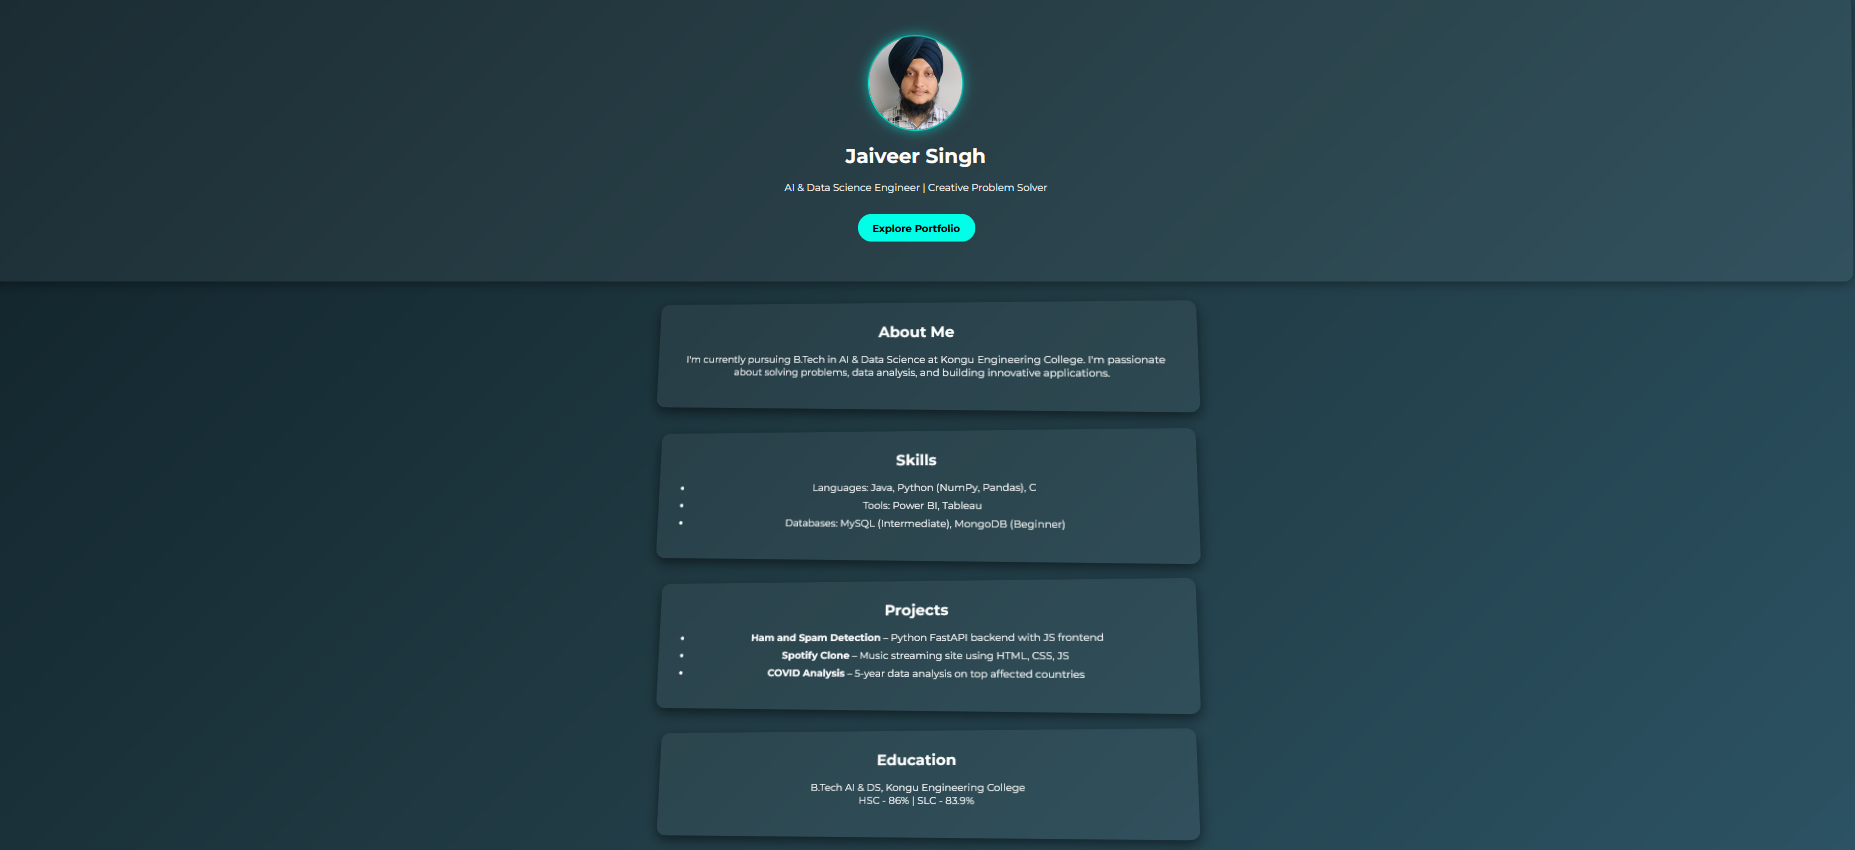 Jaiveer Singh
AI & Data Science Engineer | Creative Problem Solver
Explore Portfolio
About Me
I'm currently pursuing B.Tech in AI & Data Science at Kongu Engineering College. I'm passionate
about solving problems, data analysis, and building innovative applications.
Skills
• Languages: Java, Python (NumPy, Pandas), C
• Tools: Power BI, Tableau
• Databases: MySQL (Intermediate), MongoDB (Beginner)
Projects
• Ham and Spam Detection – Python FastAPI backend with JS frontend
• Spotify Clone – Music streaming site using HTML, CSS, JS
• COVID Analysis – 5-year data analysis on top affected countries
Education
B.Tech AI & DS, Kongu Engineering College
HSC - 86% | SLC - 83.9%